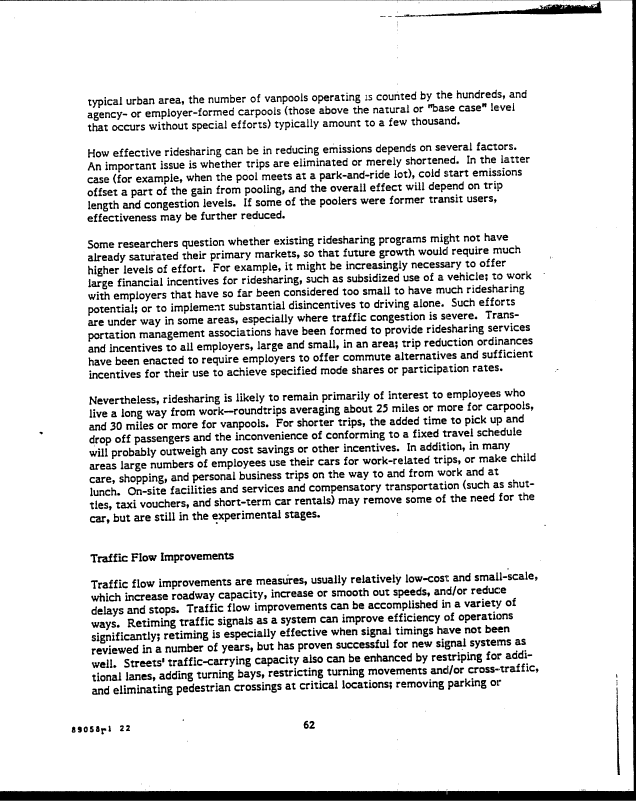 typical urban area, the number of vanpools operating is counted by the hundreds, and
agency- or employer-formed carpools (those above the natural or "base case" level
that occurs without special efforts) typically amount to a few thousand.
How effective ridesharing can be in reducing emissions depends on several factors.
An important issue is whether trips are eliminated or merely shortened. In the latter
case (for example, when the pool meets at a park-and-ride lot), cold start emissions
offset a part of the gain from pooling, and the overall effect will depend on trip
length and congestion levels. If some of the poolers were former transit users,
effectiveness may be further reduced.
Some researchers question whether existing ridesharing programs might not have
already saturated their primary markets, so that future growth would require much
higher levels of effort. For example, it might be increasingly necessary to offer
large financial incentives for ridesharing, such as subsidized use of a vehicle; to work
with employers that have so far been considered too small to have much ridesharing
potential; or to implement substantial disincentives to driving alone. Such efforts
are under way in some areas, especially where traffic congestion is severe. Trans-
portation management associations have been formed to provide ridesharing services
and incentives to all employers, large and small, in an area; trip reduction ordinances
have been enacted to require employers to offer commute alternatives and sufficient
incentives for their use to achieve specified mode shares or participation rates.
Nevertheless, ridesharing is likely to remain primarily of interest to employees who
live a long way from work—roundtrips averaging about 25 miles or more for carpools,
and 30 miles or more for vanpools. For shorter trips, the added time to pick up and
drop off passengers and the inconvenience of conforming to a fixed travel schedule
will probably outweigh any cost savings or other incentives. In addition, in many
areas large numbers of employees use their cars for work-related trips, or make child
care, shopping, and personal business trips on the way to and from work and at
lunch. On-site facilities and services and compensatory transportation (such as shut-
tles, taxi vouchers, and short-term car rentals) may remove some of the need for the
car, but are still in the experimental stages.
Traffic Flow Improvements
Traffic flow improvements are measures, usually relatively low-cost and small-scale,
which increase roadway capacity, increase or smooth out speeds, and/or reduce
delays and stops. Traffic flow improvements can be accomplished in a variety of
ways. Retiming traffic signals as a system can improve efficiency of operations
significantly; retiming is especially effective when signal timings have not been
reviewed in a number of years, but has proven successful for new signal systems as
well. Streets' traffic-carrying capacity also can be enhanced by restriping for addi-
tional lanes, adding turning bays, restricting turning movements and/or cross-traffic,
and eliminating pedestrian crossings at critical locations; removing parking or
89058r1 22
62